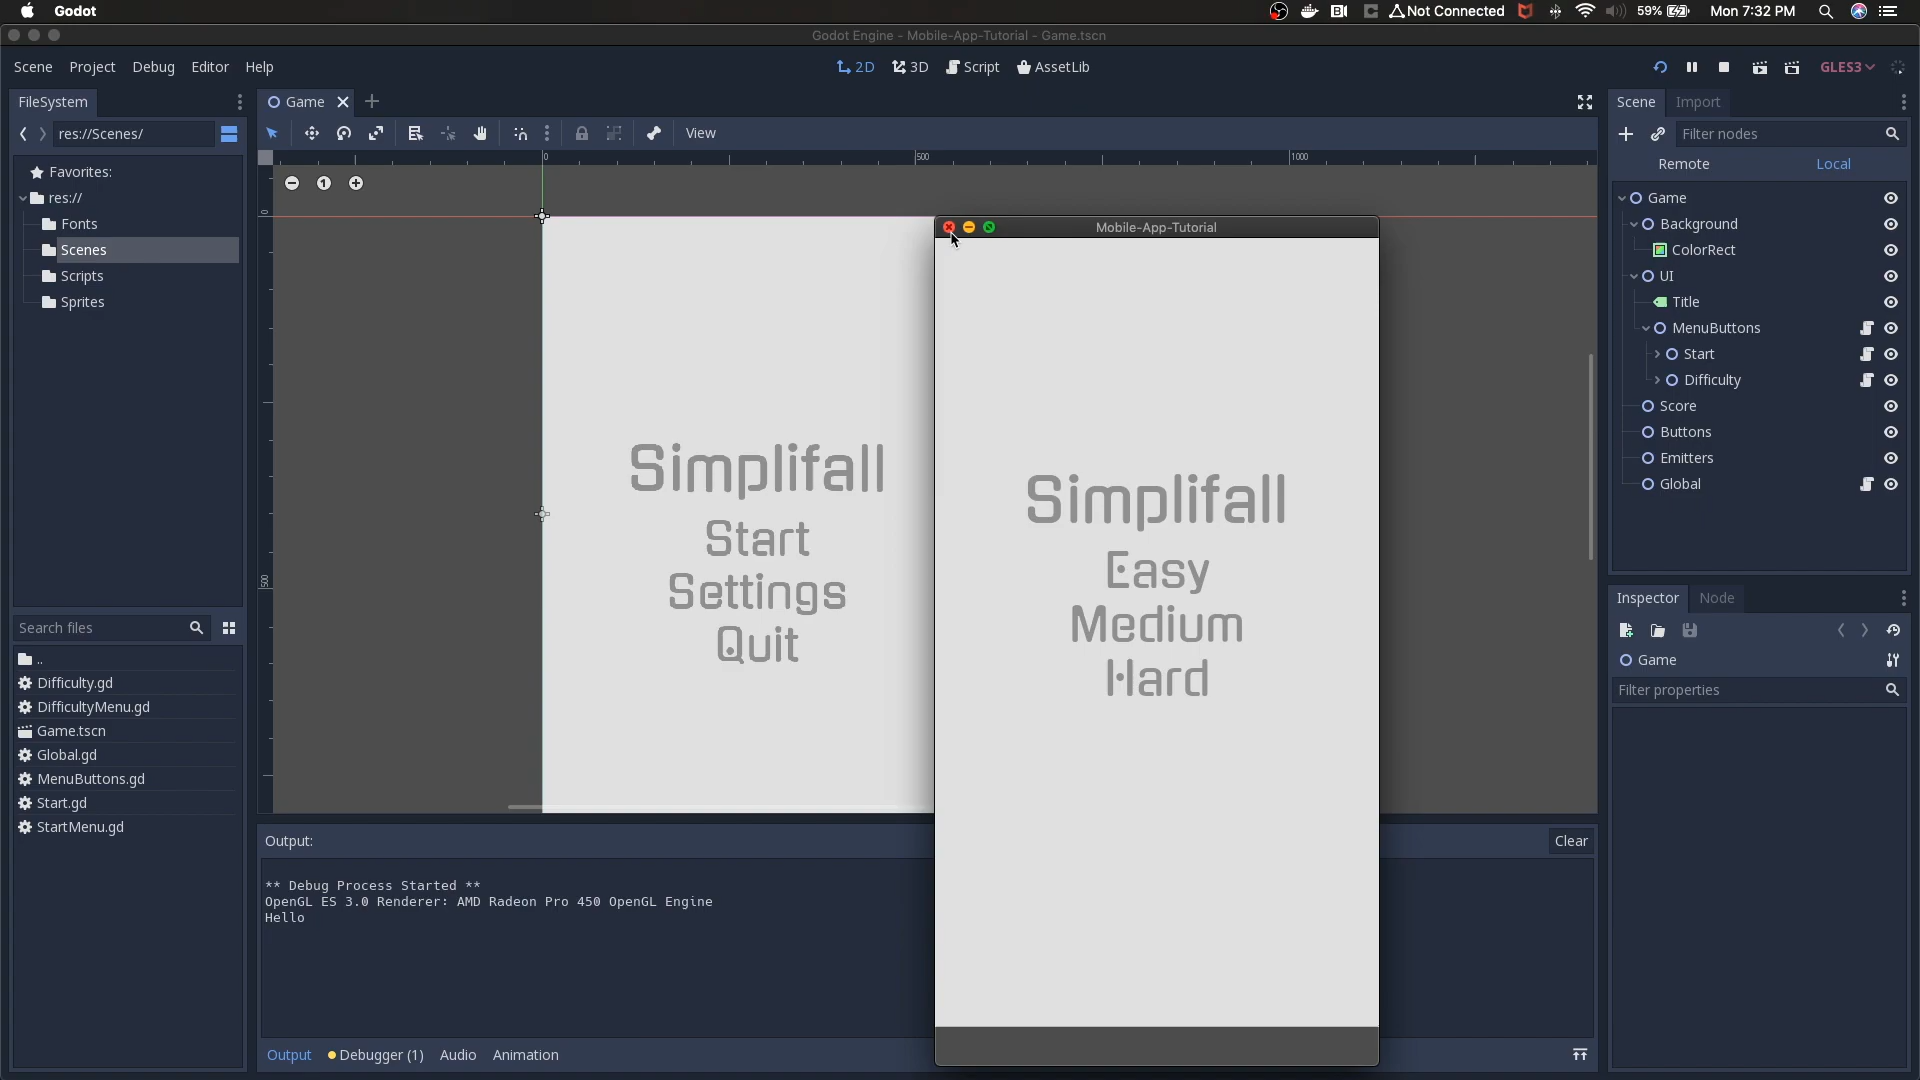 Godot
Not Connected
59%
Mon 7:32 PM
Godot Engine - Mobile-App-Tutorial - Game.tscn
Scene Project Debug Editor Help
2D 3D Script AssetLib
GLES3
FileSystem
Game
Scene Import
res://Scenes/
View
Filter nodes
Remote Local
0 500 1000
Favorites:
res://
Fonts
Scenes
Scripts
Sprites
1
0
500
Simplifall
Start
Settings
Quit
Mobile-App-Tutorial
Simplifall
Easy
Medium
Hard
Game
Background
ColorRect
UI
Title
MenuButtons
Start
Difficulty
Score
Buttons
Emitters
Global
Inspector Node
Game
Filter properties
Search files
..
Difficulty.gd
DifficultyMenu.gd
Game.tscn
Global.gd
MenuButtons.gd
Start.gd
StartMenu.gd
Output:
Clear
** Debug Process Started **
OpenGL ES 3.0 Renderer: AMD Radeon Pro 450 OpenGL Engine
Hello
Output Debugger (1) Audio Animation